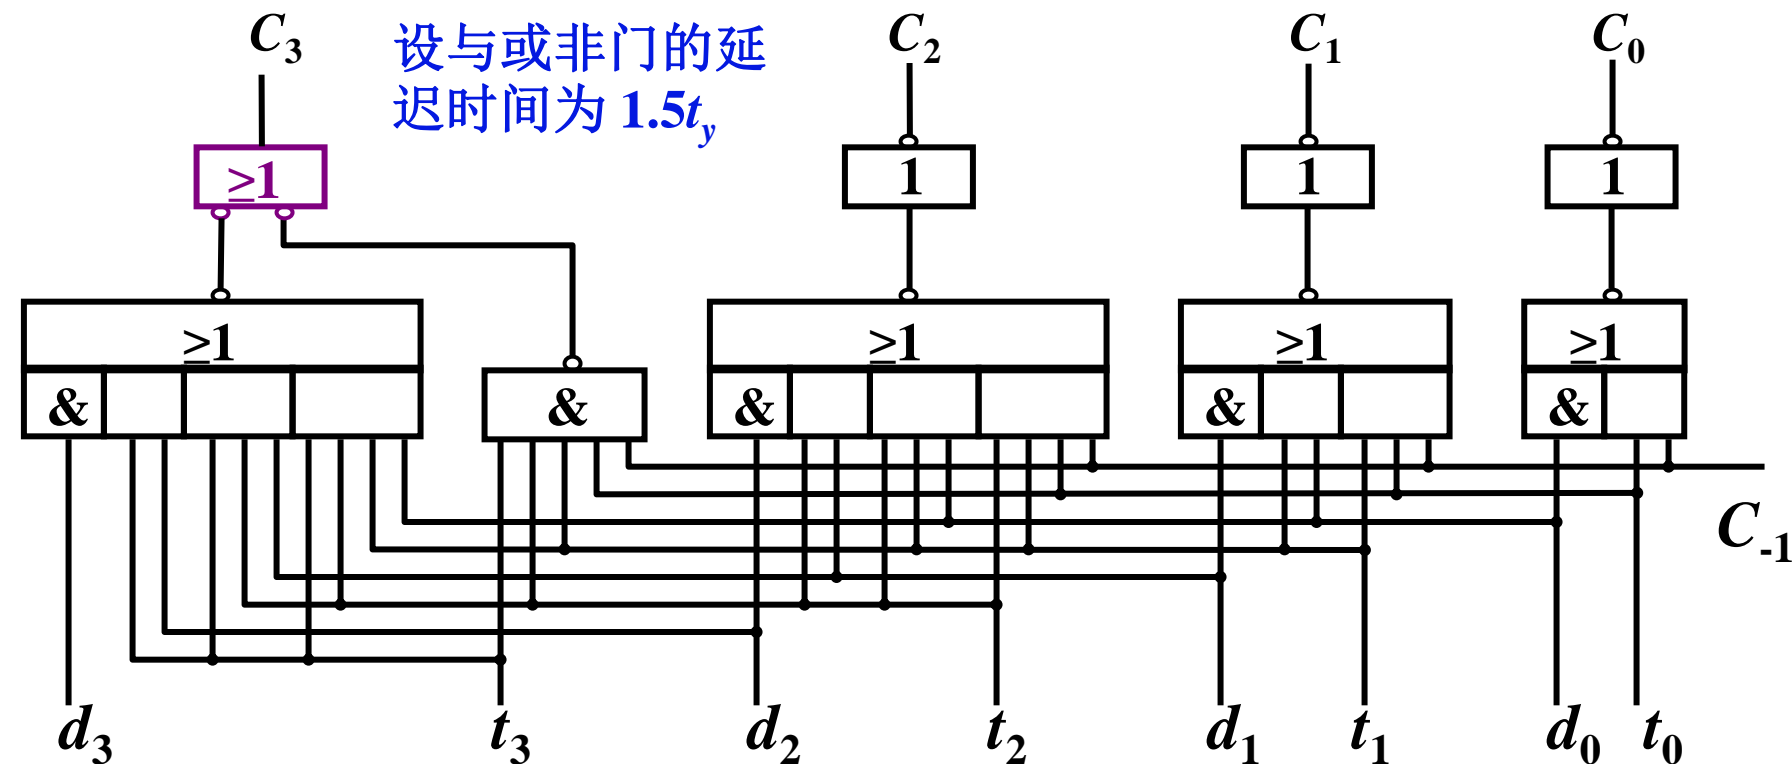 C₃ 设与或非门的延 C₂ C₁ C₀
迟时间为 1.5t_y
≥1 1 1 1
≥1 ≥1 ≥1 ≥1
& & & & &
C₋₁
d₃ t₃ d₂ t₂ d₁ t₁ d₀ t₀